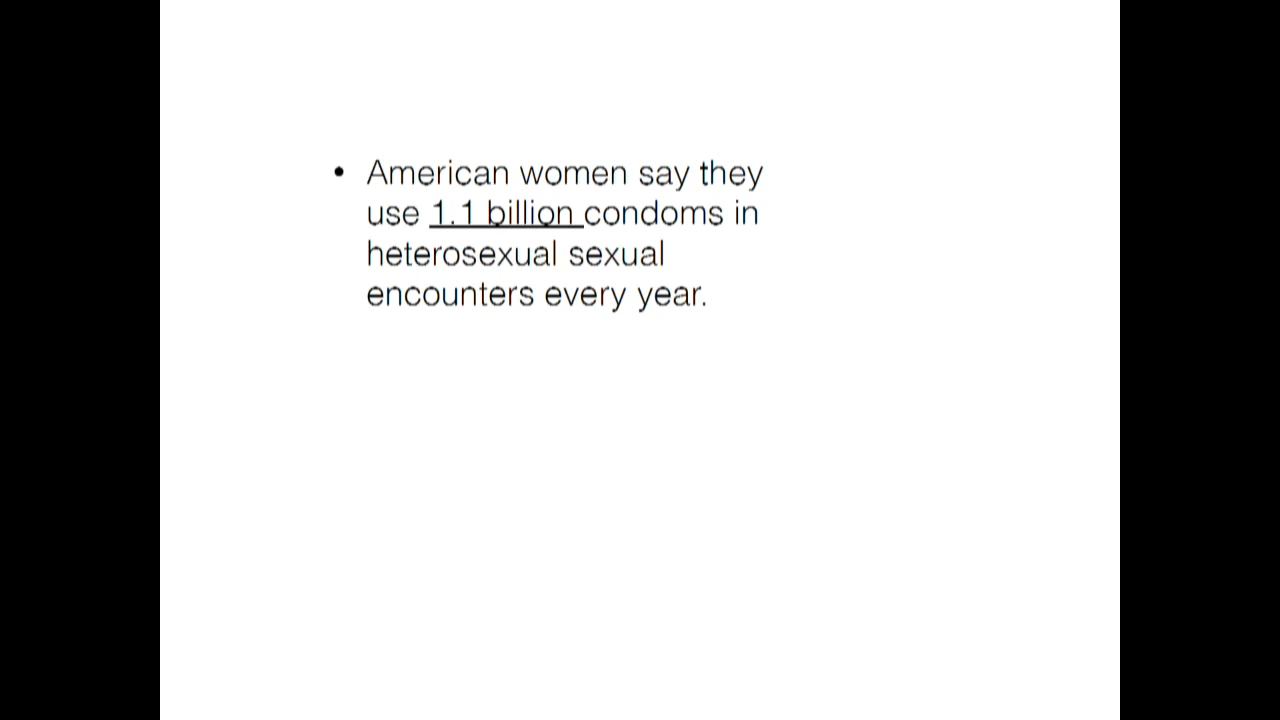 • American women say they
use 1.1 billion condoms in
heterosexual sexual
encounters every year.